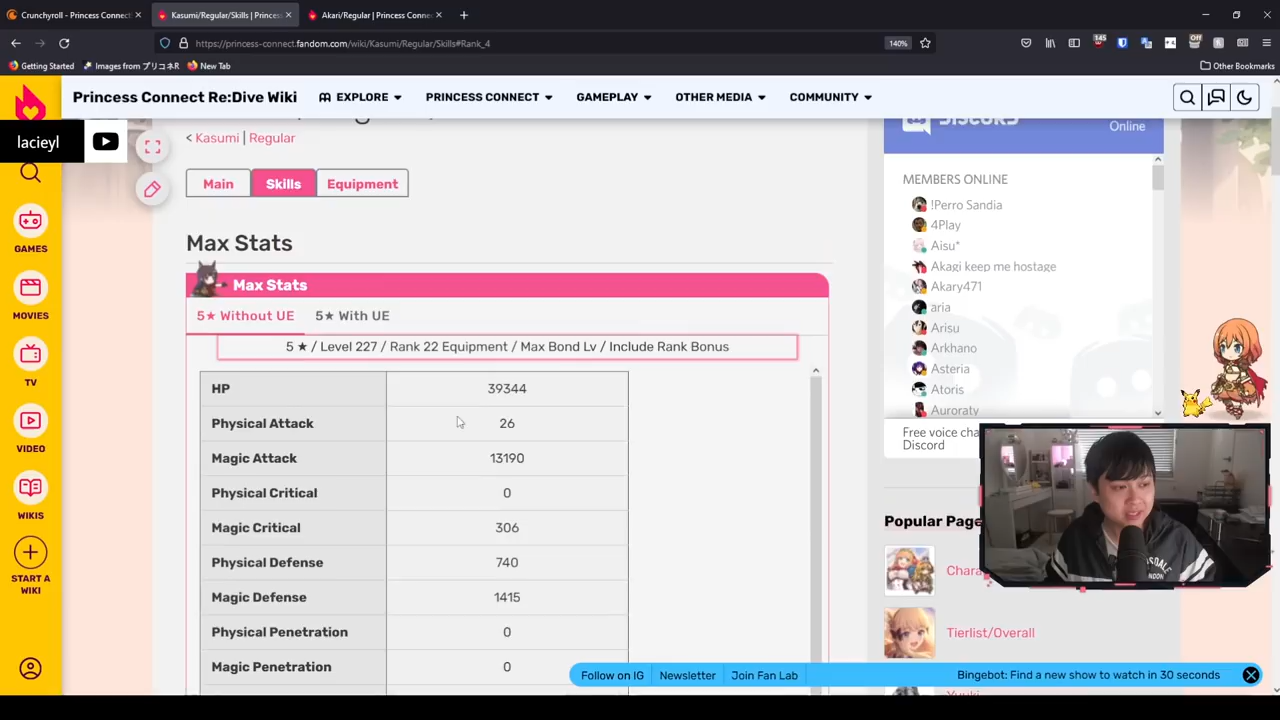 Crunchyroll - Princess Connect!
Kasumi/Regular/Skills | Princess
Akari/Regular | Princess Connec
https://princess-connect.fandom.com/wiki/Kasumi/Regular/Skills#Rank_4
140%
145
Off
Getting Started
Images from プリコネR
New Tab
Other Bookmarks
Princess Connect Re:Dive Wiki
EXPLORE
PRINCESS CONNECT
GAMEPLAY
OTHER MEDIA
COMMUNITY
lacieyl
GAMES
MOVIES
TV
VIDEO
WIKIS
START A
WIKI
< Kasumi | Regular
Main
Skills
Equipment
Max Stats
Max Stats
5★ Without UE
5★ With UE
5 ★ / Level 227 / Rank 22 Equipment / Max Bond Lv / Include Rank Bonus
HP 39344
Physical Attack 26
Magic Attack 13190
Physical Critical 0
Magic Critical 306
Physical Defense 740
Magic Defense 1415
Physical Penetration 0
Magic Penetration 0
Online
MEMBERS ONLINE
!Perro Sandia
4Play
Aisu*
Akagi keep me hostage
Akary471
aria
Arisu
Arkhano
Asteria
Atoris
Auroraty
Free voice
Discord
Popular
Tierlist/Overall
Follow on IG
Newsletter
Join Fan Lab
Bingebot: Find a new show to watch in 30 seconds